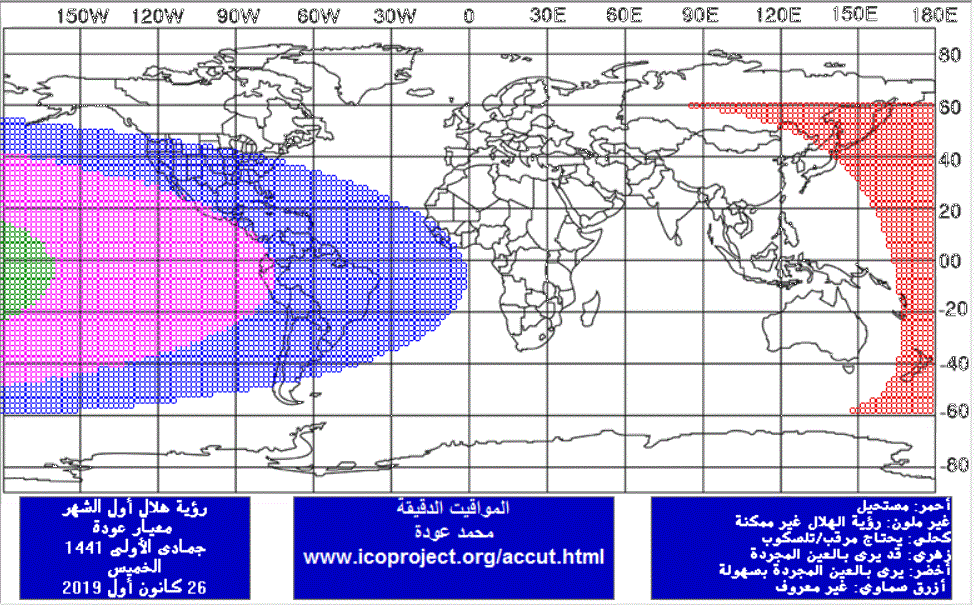 150W 120W 90W 60W 30W 0 30E 60E 90E 120E 150E 180E
80
60
40
20
00
-20
-40
-60
-80
رؤية هلال أول الشهر
معيار عودة
جمادى الأولى 1441
الخميس
26 كانون أول 2019
المواقيت الدقيقة
محمد عودة
www.icoproject.org/accut.html
أحمر: مستحيل
غير ملون: رؤية الهلال غير ممكنة
كحلي: يحتاج مرقب/تلسكوب
زهري: قد يرى بالعين المجردة
أخضر: يرى بالعين المجردة بسهولة
أزرق سماوي: غير معروف